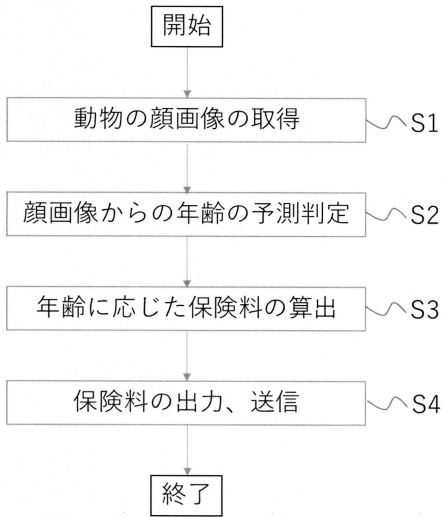 開始
動物の顔画像の取得 S1
顔画像からの年齢の予測判定 S2
年齢に応じた保険料の算出 S3
保険料の出力、送信 S4
終了